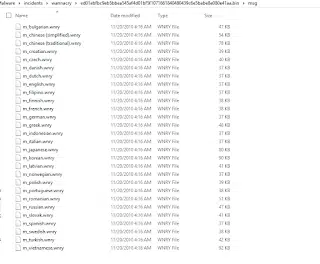 malware › incidents › wannacry › › msg
Name Date modified Type Size
m_bulgarian.wnry 11/20/2010 4:16 AM WNRY File 47 KB
m_chinese (simplified).wnry 11/20/2010 4:16 AM WNRY File 54 KB
m_chinese (traditional).wnry 11/20/2010 4:16 AM WNRY File 78 KB
m_croatian.wnry 11/20/2010 4:16 AM WNRY File 39 KB
m_czech.wnry 11/20/2010 4:16 AM WNRY File 40 KB
m_danish.wnry 11/20/2010 4:16 AM WNRY File 37 KB
m_dutch.wnry 11/20/2010 4:16 AM WNRY File 37 KB
m_english.wnry 11/20/2010 4:16 AM WNRY File 37 KB
m_filipino.wnry 11/20/2010 4:16 AM WNRY File 37 KB
m_finnish.wnry 11/20/2010 4:16 AM WNRY File 38 KB
m_french.wnry 11/20/2010 4:16 AM WNRY File 38 KB
m_german.wnry 11/20/2010 4:16 AM WNRY File 37 KB
m_greek.wnry 11/20/2010 4:16 AM WNRY File 48 KB
m_indonesian.wnry 11/20/2010 4:16 AM WNRY File 37 KB
m_italian.wnry 11/20/2010 4:16 AM WNRY File 37 KB
m_japanese.wnry 11/20/2010 4:16 AM WNRY File 80 KB
m_korean.wnry 11/20/2010 4:16 AM WNRY File 90 KB
m_latvian.wnry 11/20/2010 4:16 AM WNRY File 41 KB
m_norwegian.wnry 11/20/2010 4:16 AM WNRY File 37 KB
m_polish.wnry 11/20/2010 4:16 AM WNRY File 39 KB
m_portuguese.wnry 11/20/2010 4:16 AM WNRY File 38 KB
m_romanian.wnry 11/20/2010 4:16 AM WNRY File 51 KB
m_russian.wnry 11/20/2010 4:16 AM WNRY File 47 KB
m_slovak.wnry 11/20/2010 4:16 AM WNRY File 41 KB
m_spanish.wnry 11/20/2010 4:16 AM WNRY File 37 KB
m_swedish.wnry 11/20/2010 4:16 AM WNRY File 38 KB
m_turkish.wnry 11/20/2010 4:16 AM WNRY File 42 KB
m_vietnamese.wnry 11/20/2010 4:16 AM WNRY File 92 KB